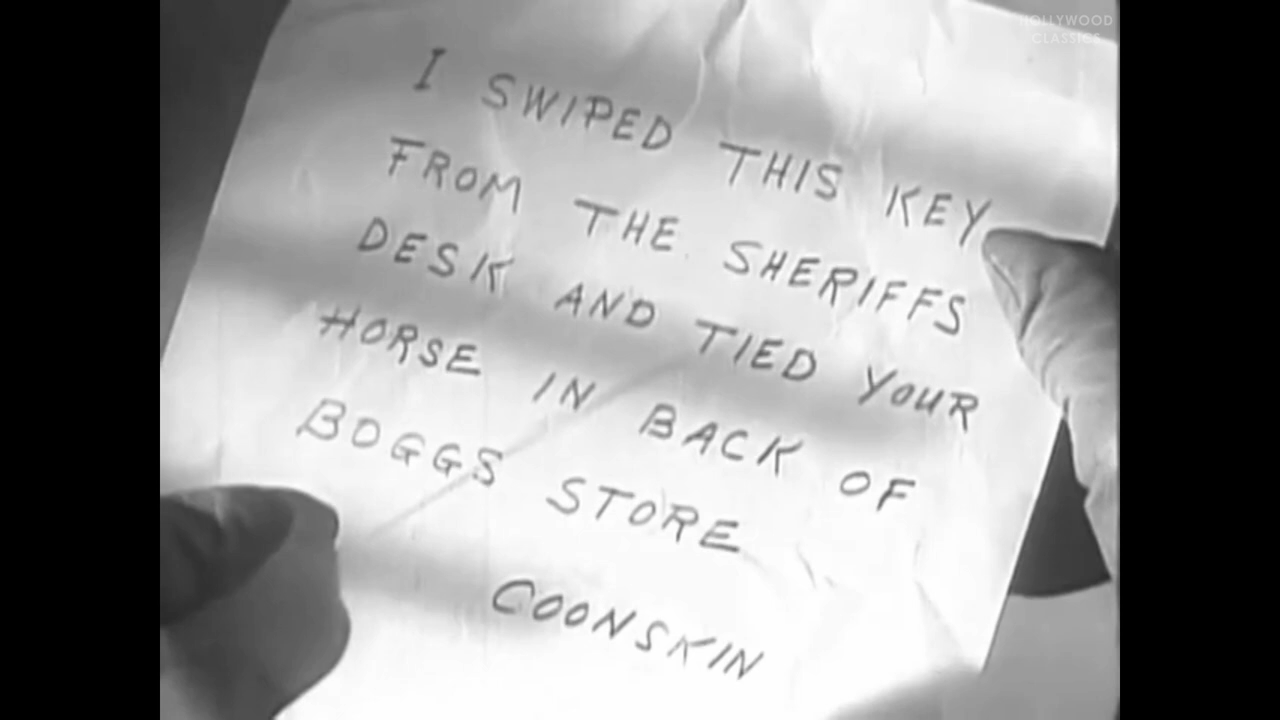 HOLLYWOOD
CLASSICS
I SWIPED THIS KEY
FROM THE SHERIFFS
DESK AND TIED YOUR
HORSE IN BACK OF
BOGGS STORE
COONSKIN